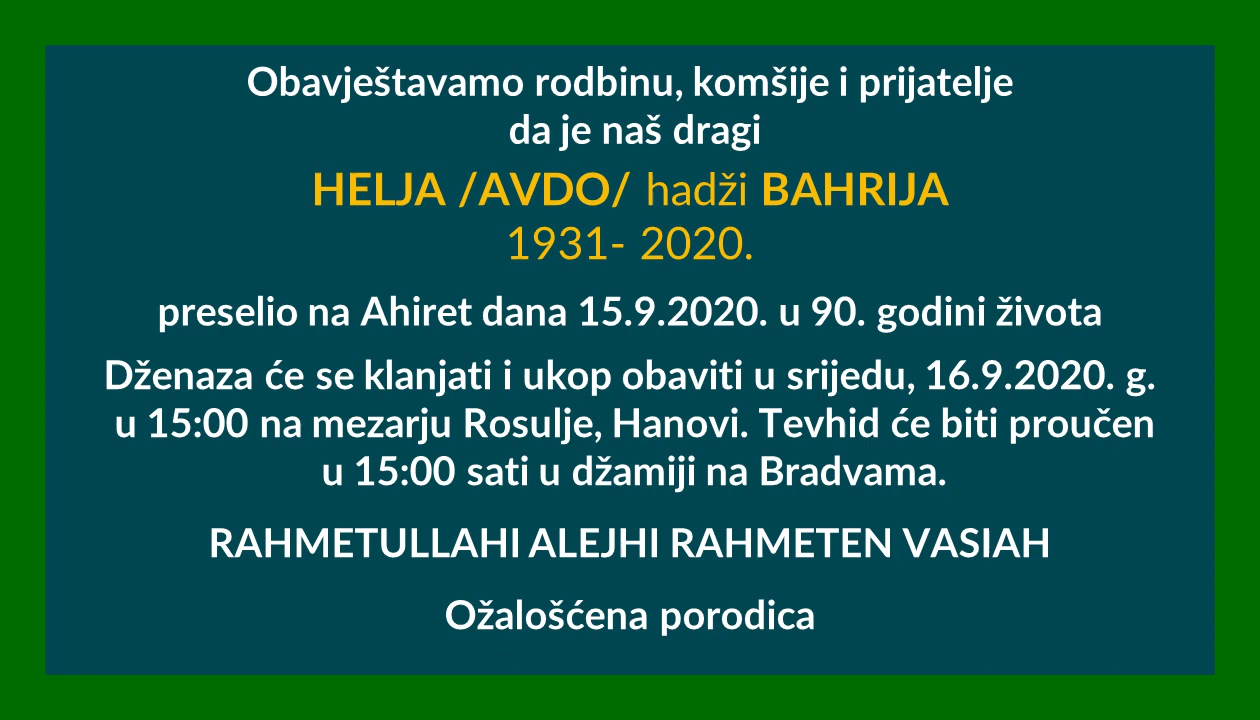 Obavještavamo rodbinu, komšije i prijatelje
da je naš dragi
HELJA /AVDO/ hadži BAHRIJA
1931- 2020.
preselio na Ahiret dana 15.9.2020. u 90. godini života
Dženaza će se klanjati i ukop obaviti u srijedu, 16.9.2020. g.
u 15:00 na mezarju Rosulje, Hanovi. Tevhid će biti proučen
u 15:00 sati u džamiji na Bradvama.
RAHMETULLAHI ALEJHI RAHMETEN VASIAH
Ožalošćena porodica